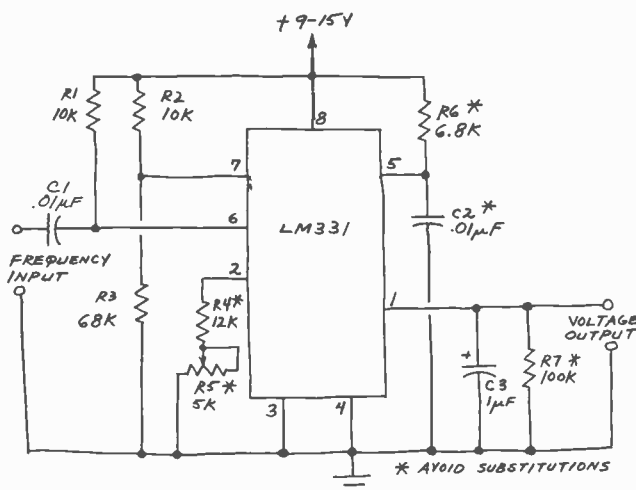 +9-15V
R1
10K
R2
10K
8
R6 *
6.8K
7
5
C1
.01µF
6
LM331
C2 *
.01µF
FREQUENCY
INPUT
2
R3
68K
R4*
12K
1
VOLTAGE
OUTPUT
R5 *
5K
+
C3
1µF
R7 *
100K
3
4
* AVOID SUBSTITUTIONS